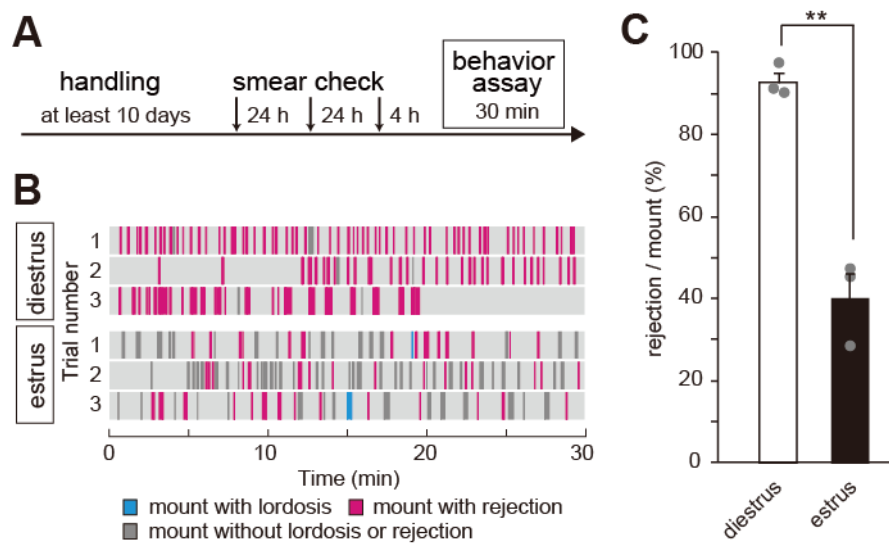 A
handling
at least 10 days
smear check
24 h
24 h
4 h
behavior
assay
30 min
B
diestrus
estrus
Trial number
1
2
3
1
2
3
0
10
20
30
Time (min)
mount with lordosis
mount with rejection
mount without lordosis or rejection
C
**
rejection / mount (%)
100
80
60
40
20
0
diestrus
estrus